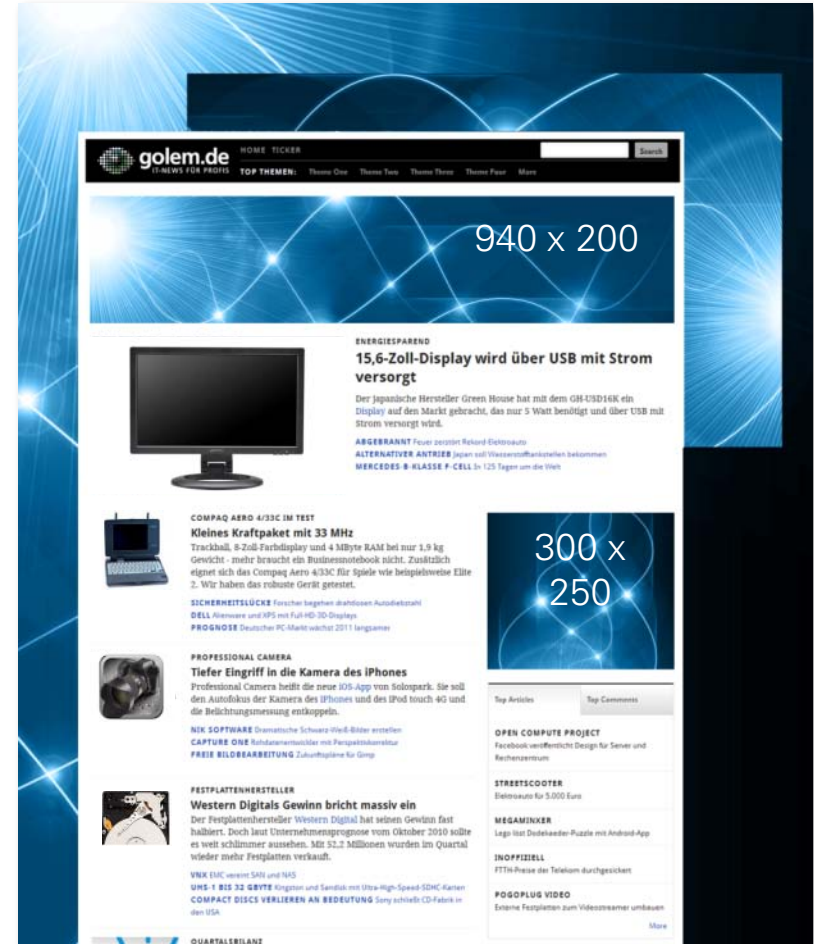 golem.de
IT-NEWS FÜR PROFIS
HOME TICKER
Search
TOP THEMEN: Theme One Theme Two Theme Three Theme Four More
940 x 200
ENERGIESPAREND
15,6-Zoll-Display wird über USB mit Strom
versorgt
Der japanische Hersteller Green House hat mit dem GH-USD16K ein
Display auf den Markt gebracht, das nur 5 Watt benötigt und über USB mit
Strom versorgt wird.
ABGEBRANNT Feuer zerstört Rekord-Elektroauto
ALTERNATIVER ANTRIEB Japan soll Wasserstofftankstellen bekommen
MERCEDES-B-KLASSE F-CELL In 125 Tagen um die Welt
COMPAQ AERO 4/33C IM TEST
Kleines Kraftpaket mit 33 MHz
Trackball, 8-Zoll-Farbdisplay und 4 MByte RAM bei nur 1,9 kg
Gewicht - mehr braucht ein Businessnotebook nicht. Zusätzlich
eignet sich das Compaq Aero 4/33C für Spiele wie beispielsweise Elite
2. Wir haben das robuste Gerät getestet.
SICHERHEITSLÜCKE Forscher begehen drahtlosen Autodiebstahl
DELL Alienware und XPS mit Full-HD-3D-Displays
PROGNOSE Deutscher PC-Markt wächst 2011 langsamer
300 x
250
PROFESSIONAL CAMERA
Tiefer Eingriff in die Kamera des iPhones
Professional Camera heißt die neue iOS-App von Solospark. Sie soll
den Autofokus der Kamera des iPhones und des iPod touch 4G und
die Belichtungsmessung entkoppeln.
NIK SOFTWARE Dramatische Schwarz-Weiß-Bilder erstellen
CAPTURE ONE Rohdatenentwickler mit Perspektivkorrektur
FREIE BILDBEARBEITUNG Zukunftspläne für Gimp
FESTPLATTENHERSTELLER
Western Digitals Gewinn bricht massiv ein
Der Festplattenhersteller Western Digital hat seinen Gewinn fast
halbiert. Doch laut Unternehmensprognose vom Oktober 2010 sollte
es weit schlimmer aussehen. Mit 52,2 Millionen wurden im Quartal
wieder mehr Festplatten verkauft.
VNX EMC vereint SAN und NAS
UHS-1 BIS 32 GBYTE Kingston und Sandisk mit Ultra-High-Speed-SDHC-Karten
COMPACT DISCS VERLIEREN AN BEDEUTUNG Sony schließt CD-Fabrik in
den USA
QUARTALSBILANZ
Top Articles Top Comments
OPEN COMPUTE PROJECT
Facebook veröffentlicht Design für Server und
Rechenzentrum
STREETSCOOTER
Elektroauto für 5.000 Euro
MEGAMINXER
Lego löst Dodekaeder-Puzzle mit Android-App
INOFFIZIELL
FTTH-Preise der Telekom durchgesickert
POGOPLUG VIDEO
Externe Festplatten zum Videostreamer umbauen
More